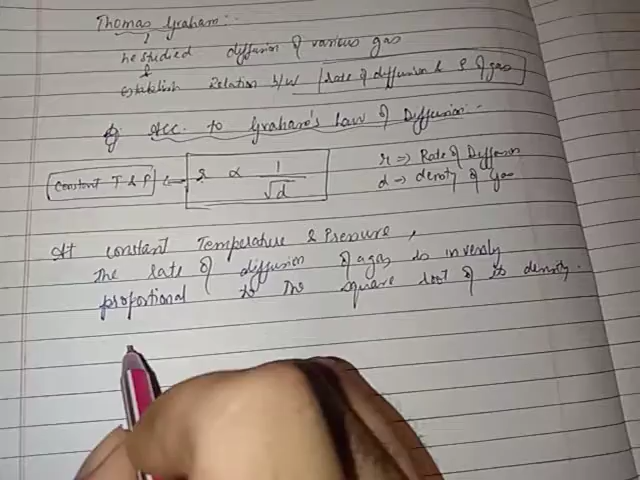 Thomas Graham:-
he studied diffusion of various gas
& establish Relation b/w [rate of diffusion & ρ of gas]
Acc. to Graham's Law of Diffusion:-
constant T & P ← r ∝ 1/√d
r => Rate of Diffusion
d → density of Gas
At constant Temperature & Pressure,
The rate of diffusion of a gas is inversly
proportional to the square root of its density.